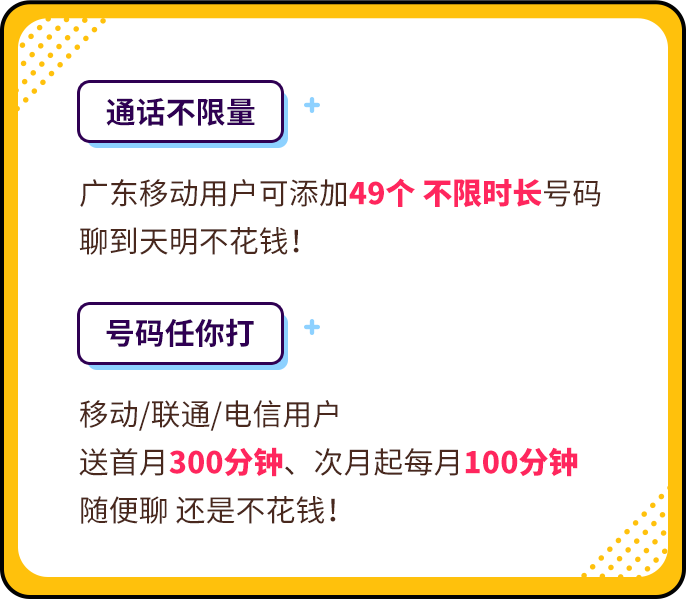 通话不限量
广东移动用户可添加49个 不限时长号码
聊到天明不花钱！
号码任你打
移动/联通/电信用户
送首月300分钟、次月起每月100分钟
随便聊 还是不花钱！